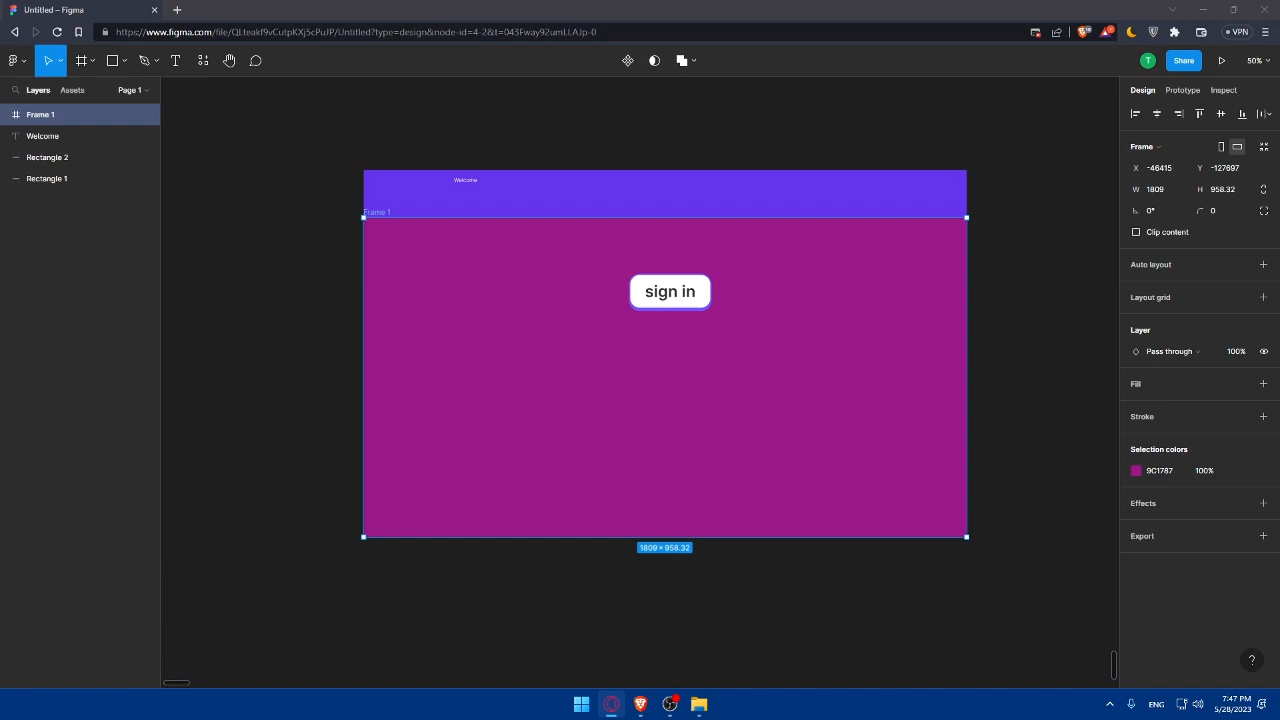 Untitled – Figma
https://www.figma.com/file/QLteakf9vCutpKXj5cPuJP/Untitled?type=design&node-id=4-2&t=043Fway92umLLAJp-0
VPN
T
Share
50%
Layers
Assets
Page 1
Design
Prototype
Inspect
Frame 1
Welcome
Rectangle 2
Rectangle 1
Welcome
Frame 1
sign in
1809 × 958.32
Frame
X -46415
Y -127697
W 1809
H 958.32
0°
0
Clip content
Auto layout
Layout grid
Layer
Pass through
100%
Fill
Stroke
Selection colors
9C1787
100%
Effects
Export
?
ENG
7:47 PM
5/28/2023